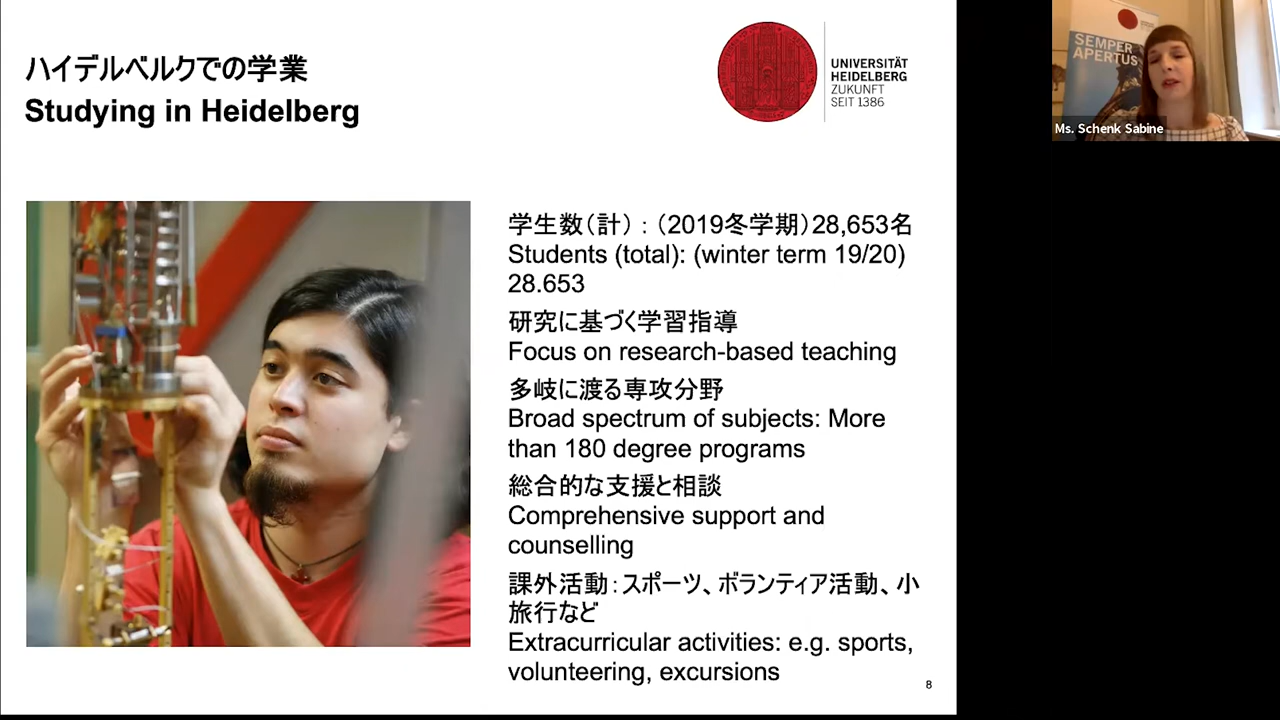 ハイデルベルクでの学業
Studying in Heidelberg
UNIVERSITÄT
HEIDELBERG
ZUKUNFT
SEIT 1386
SEMPER
APERTUS
Ms. Schenk Sabine
学生数(計):(2019冬学期)28,653名
Students (total): (winter term 19/20)
28.653
研究に基づく学習指導
Focus on research-based teaching
多岐に渡る専攻分野
Broad spectrum of subjects: More
than 180 degree programs
総合的な支援と相談
Comprehensive support and
counselling
課外活動:スポーツ、ボランティア活動、小
旅行など
Extracurricular activities: e.g. sports,
volunteering, excursions
8